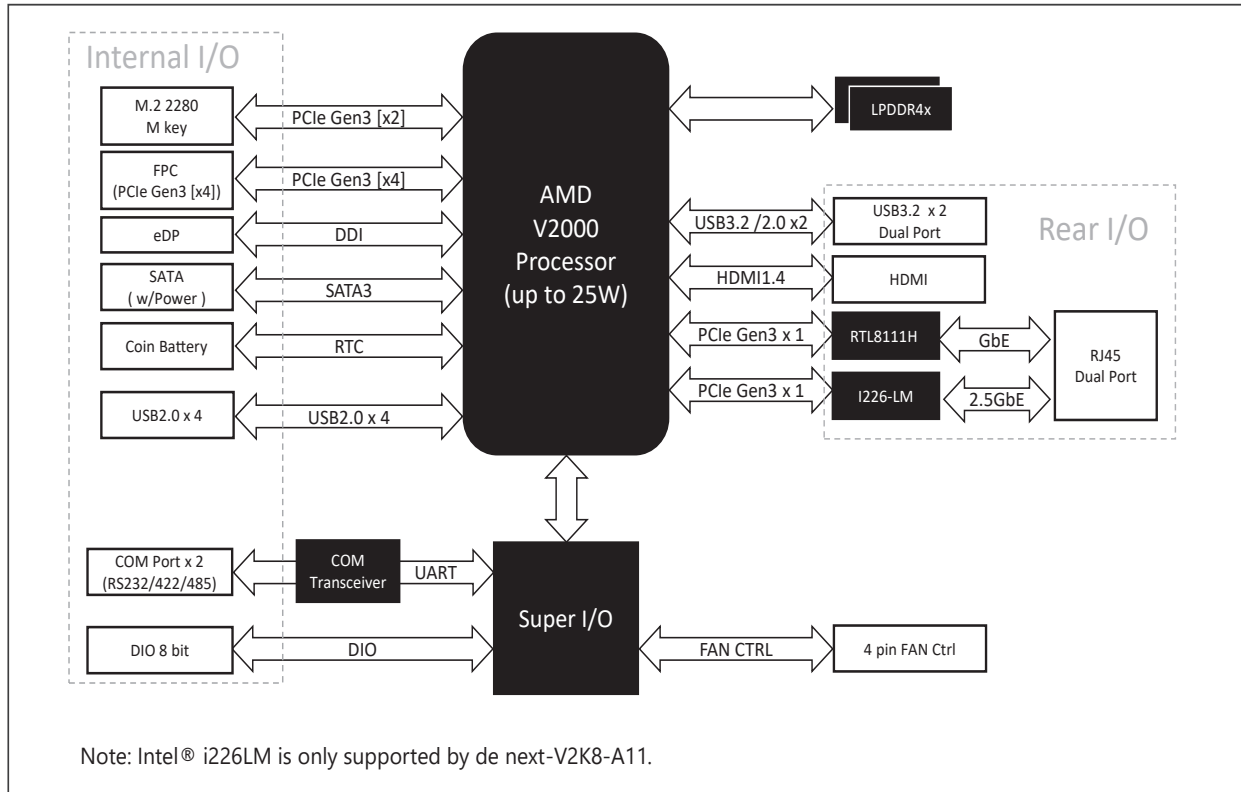 Internal I/O
M.2 2280
M key
PCIe Gen3 [x2]
FPC
(PCIe Gen3 [x4])
PCIe Gen3 [x4]
eDP
DDI
SATA
( w/Power )
SATA3
Coin Battery
RTC
USB2.0 x 4
USB2.0 x 4
AMD
V2000
Processor
(up to 25W)
LPDDR4x
Rear I/O
USB3.2 /2.0 x2
USB3.2 x 2
Dual Port
HDMI1.4
HDMI
PCIe Gen3 x 1
RTL8111H
GbE
PCIe Gen3 x 1
I226-LM
2.5GbE
RJ45
Dual Port
COM Port x 2
(RS232/422/485)
COM
Transceiver
UART
Super I/O
DIO 8 bit
DIO
FAN CTRL
4 pin FAN Ctrl
Note: Intel® i226LM is only supported by de next-V2K8-A11.